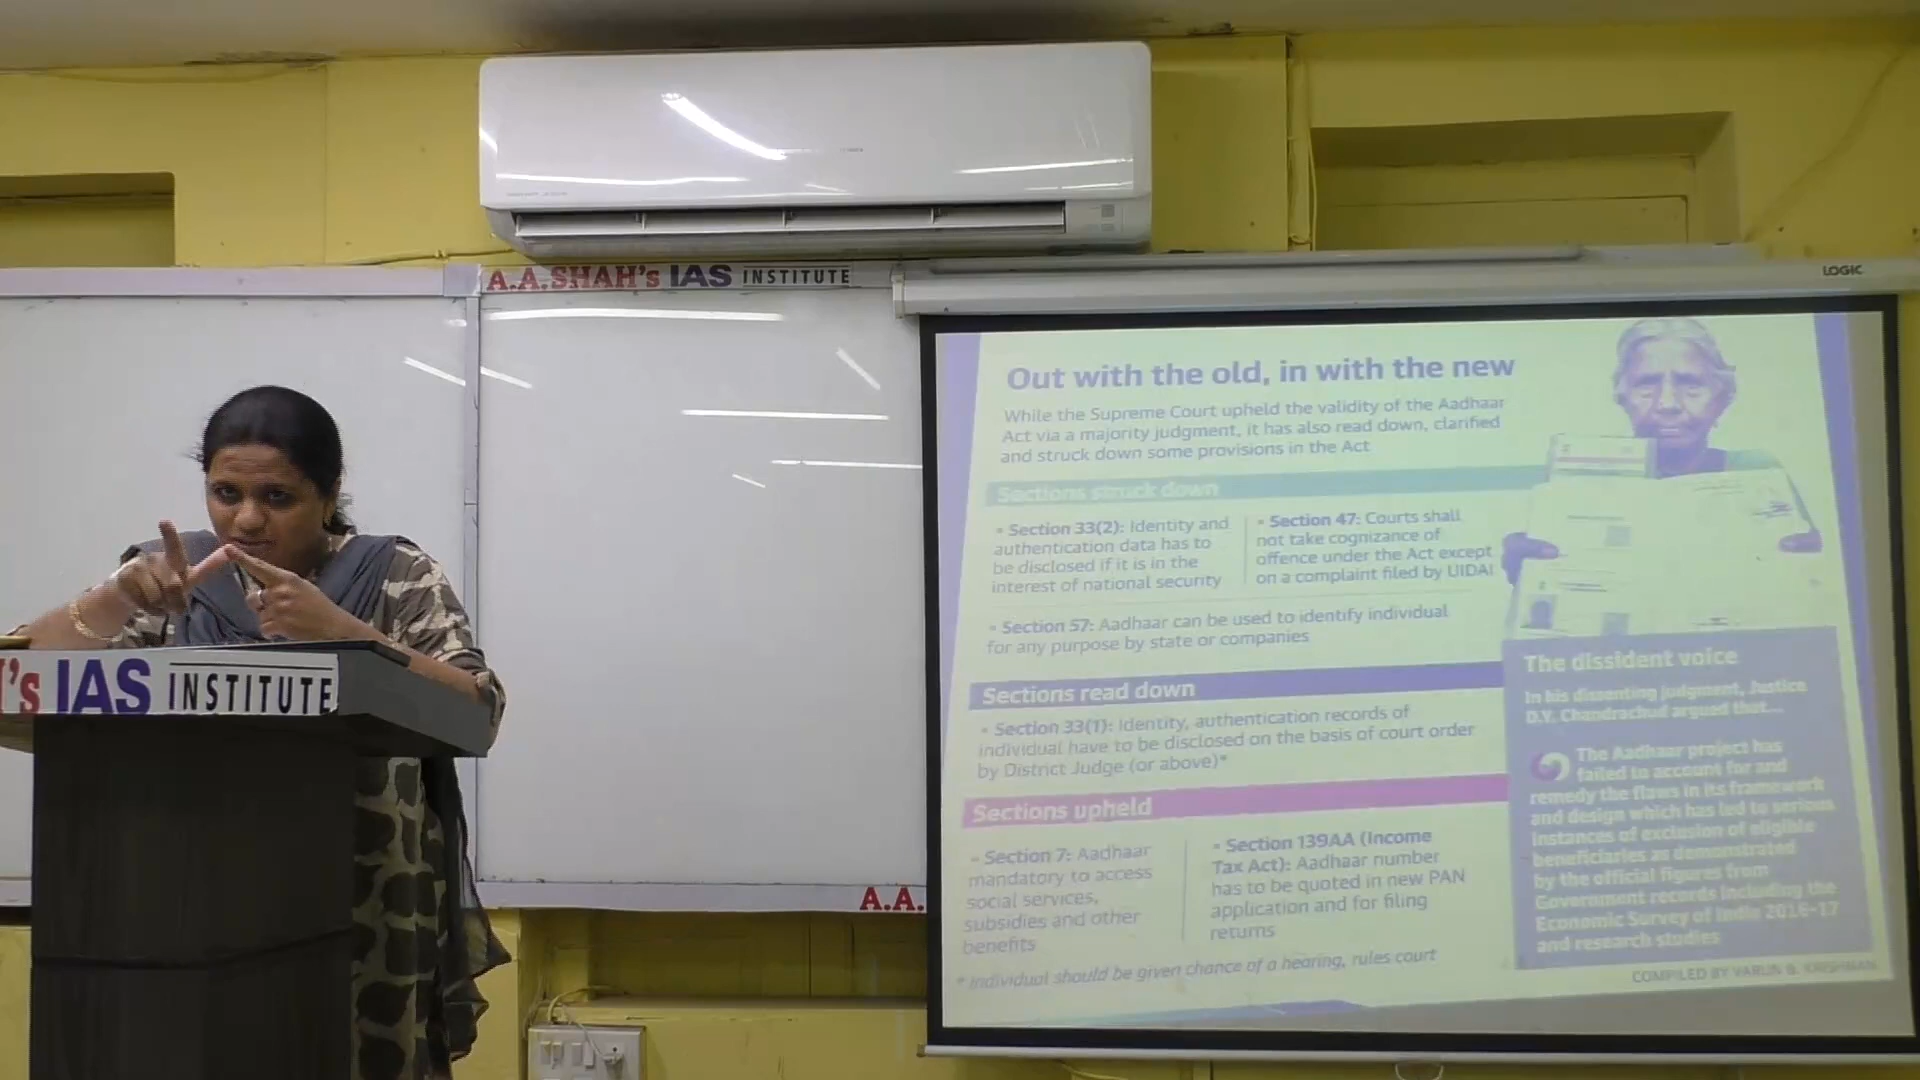 A.A.SHAH's IAS INSTITUTE
LOGIC
Out with the old, in with the new
While the Supreme Court upheld the validity of the Aadhaar
Act via a majority judgment, it has also read down, clarified
and struck down some provisions in the Act
Sections struck down
• Section 33(2): Identity and
authentication data has to
be disclosed if it is in the
interest of national security
• Section 47: Courts shall
not take cognizance of
offence under the Act except
on a complaint filed by UIDAI
• Section 57: Aadhaar can be used to identify individual
for any purpose by state or companies
Sections read down
• Section 33(1): Identity, authentication records of
individual have to be disclosed on the basis of court order
by District Judge (or above)*
Sections upheld
• Section 7: Aadhaar
mandatory to access
social services,
subsidies and other
benefits
• Section 139AA (Income
Tax Act): Aadhaar number
has to be quoted in new PAN
application and for filing
returns
* Individual should be given chance of a hearing, rules court
The dissident voice
In his dissenting judgment, Justice
D.Y. Chandrachud argued that...
The Aadhaar project has
failed to account for and
remedy the flaws in its framework
and design which has led to serious
instances of exclusion of eligible
beneficiaries as demonstrated
by the official figures from
Government records including the
Economic Survey of India 2016-17
and research studies
COMPILED BY VARUN B. KRISHNAN
's IAS INSTITUTE
A.A.